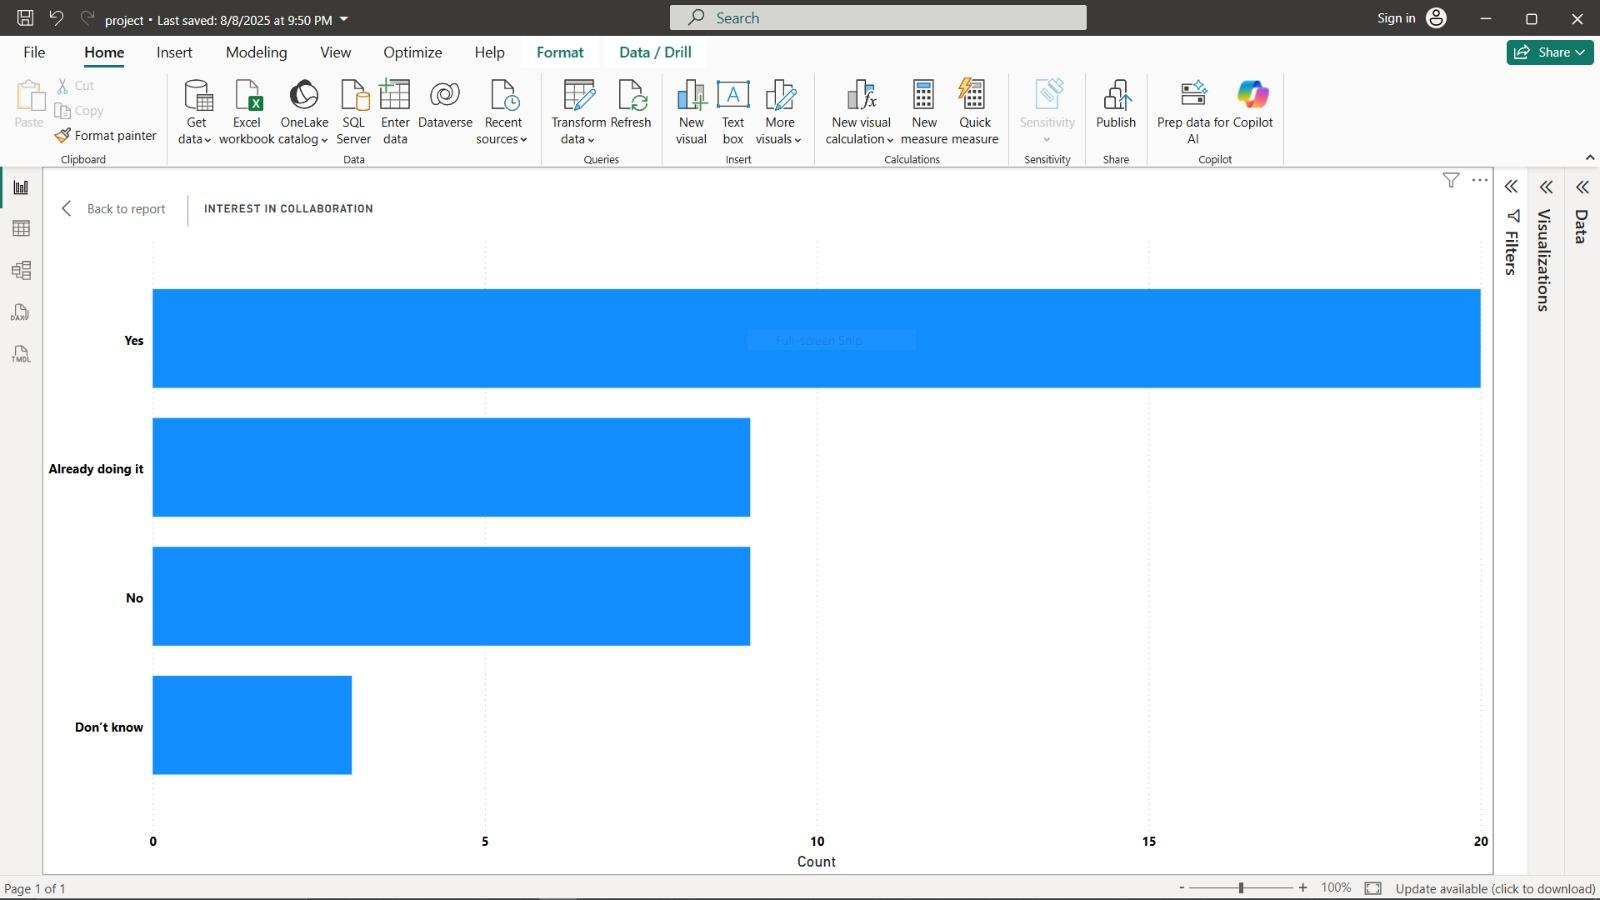 project • Last saved: 8/8/2025 at 9:50 PM
Search
Sign in
File Home Insert Modeling View Optimize Help Format Data / Drill
Share
Paste
Cut
Copy
Format painter
Clipboard
Get data
Excel workbook
OneLake catalog
SQL Server
Enter data
Dataverse
Recent sources
Data
Transform data
Refresh
Queries
New visual
Text box
More visuals
Insert
New visual calculation
New measure
Quick measure
Calculations
Sensitivity
Sensitivity
Publish
Share
Prep data for AI
Copilot
Copilot
DAX
TMDL
Back to report
INTEREST IN COLLABORATION
Filters
Visualizations
Data
Yes
Full-screen Snip
Already doing it
No
Don't know
0 5 10 15 20
Count
Page 1 of 1
- + 100%
Update available (click to download)